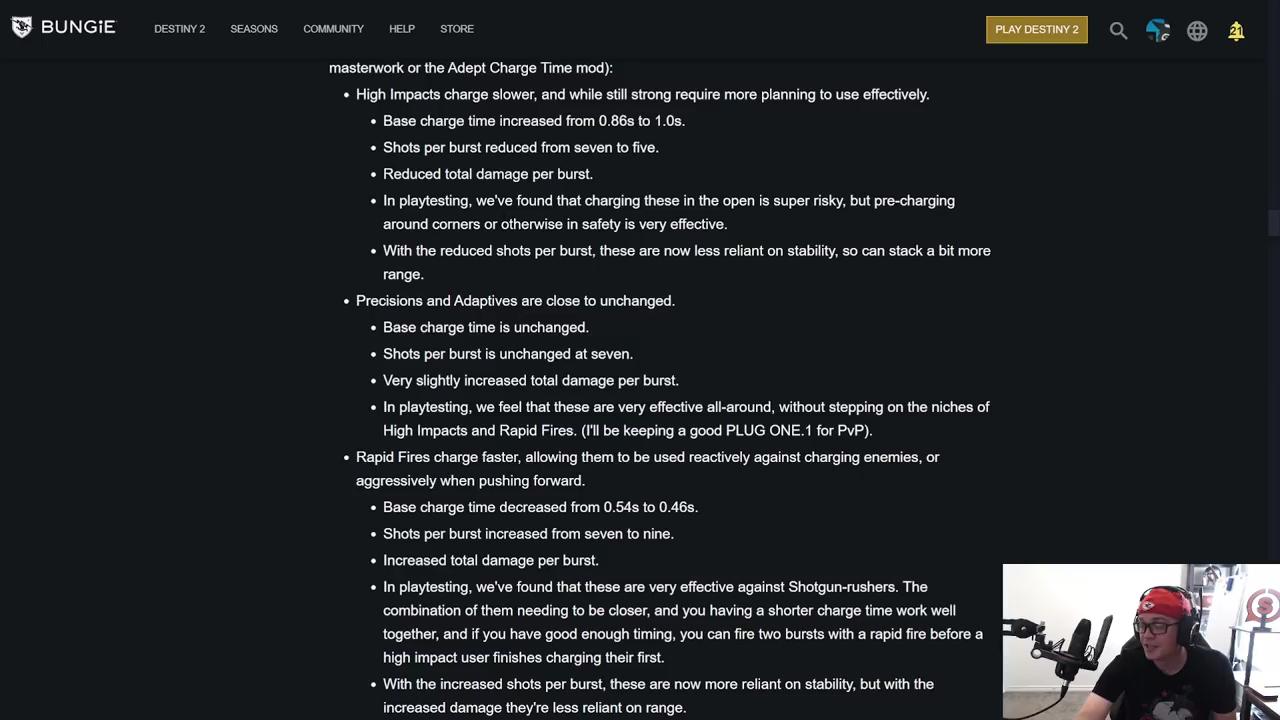 BUNGiE
DESTINY 2
SEASONS
COMMUNITY
HELP
STORE
PLAY DESTINY 2
21
masterwork or the Adept Charge Time mod):
• High Impacts charge slower, and while still strong require more planning to use effectively.
• Base charge time increased from 0.86s to 1.0s.
• Shots per burst reduced from seven to five.
• Reduced total damage per burst.
• In playtesting, we've found that charging these in the open is super risky, but pre-charging
around corners or otherwise in safety is very effective.
• With the reduced shots per burst, these are now less reliant on stability, so can stack a bit more
range.
• Precisions and Adaptives are close to unchanged.
• Base charge time is unchanged.
• Shots per burst is unchanged at seven.
• Very slightly increased total damage per burst.
• In playtesting, we feel that these are very effective all-around, without stepping on the niches of
High Impacts and Rapid Fires. (I'll be keeping a good PLUG ONE.1 for PvP).
• Rapid Fires charge faster, allowing them to be used reactively against charging enemies, or
aggressively when pushing forward.
• Base charge time decreased from 0.54s to 0.46s.
• Shots per burst increased from seven to nine.
• Increased total damage per burst.
• In playtesting, we've found that these are very effective against Shotgun-rushers. The
combination of them needing to be closer, and you having a shorter charge time work well
together, and if you have good enough timing, you can fire two bursts with a rapid fire before a
high impact user finishes charging their first.
• With the increased shots per burst, these are now more reliant on stability, but with the
increased damage they're less reliant on range.